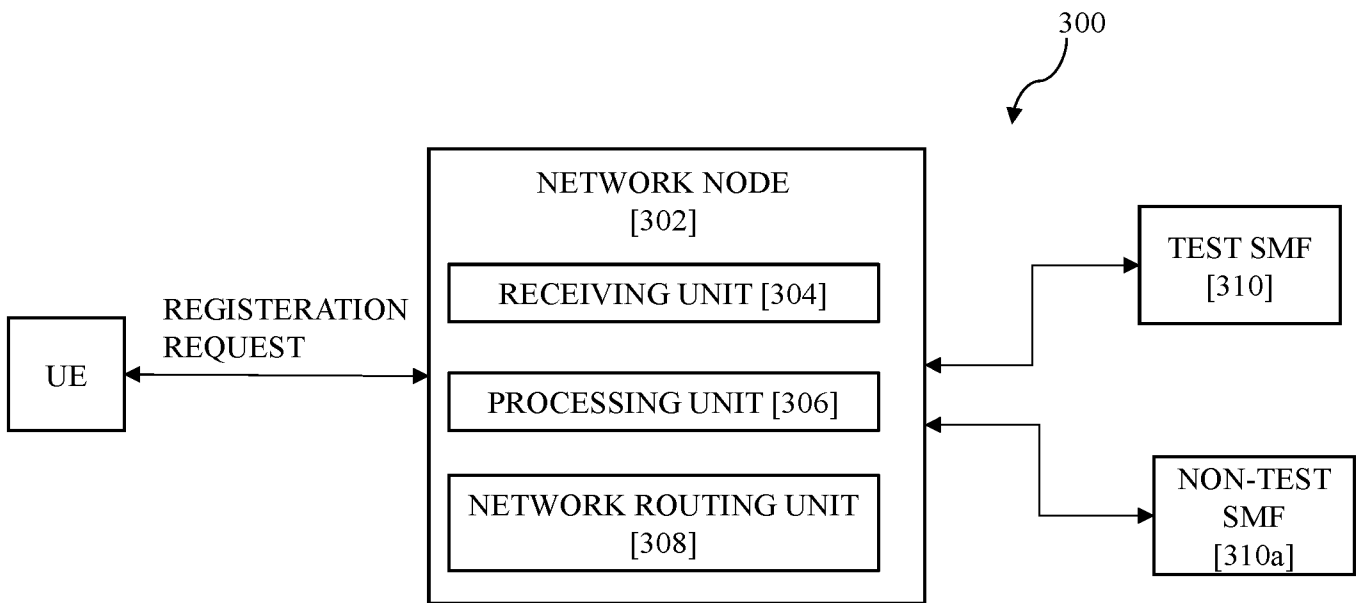 300
NETWORK NODE
[302]
RECEIVING UNIT [304]
PROCESSING UNIT [306]
NETWORK ROUTING UNIT
[308]
REGISTERATION
REQUEST
UE
TEST SMF
[310]
NON-TEST
SMF
[310a]